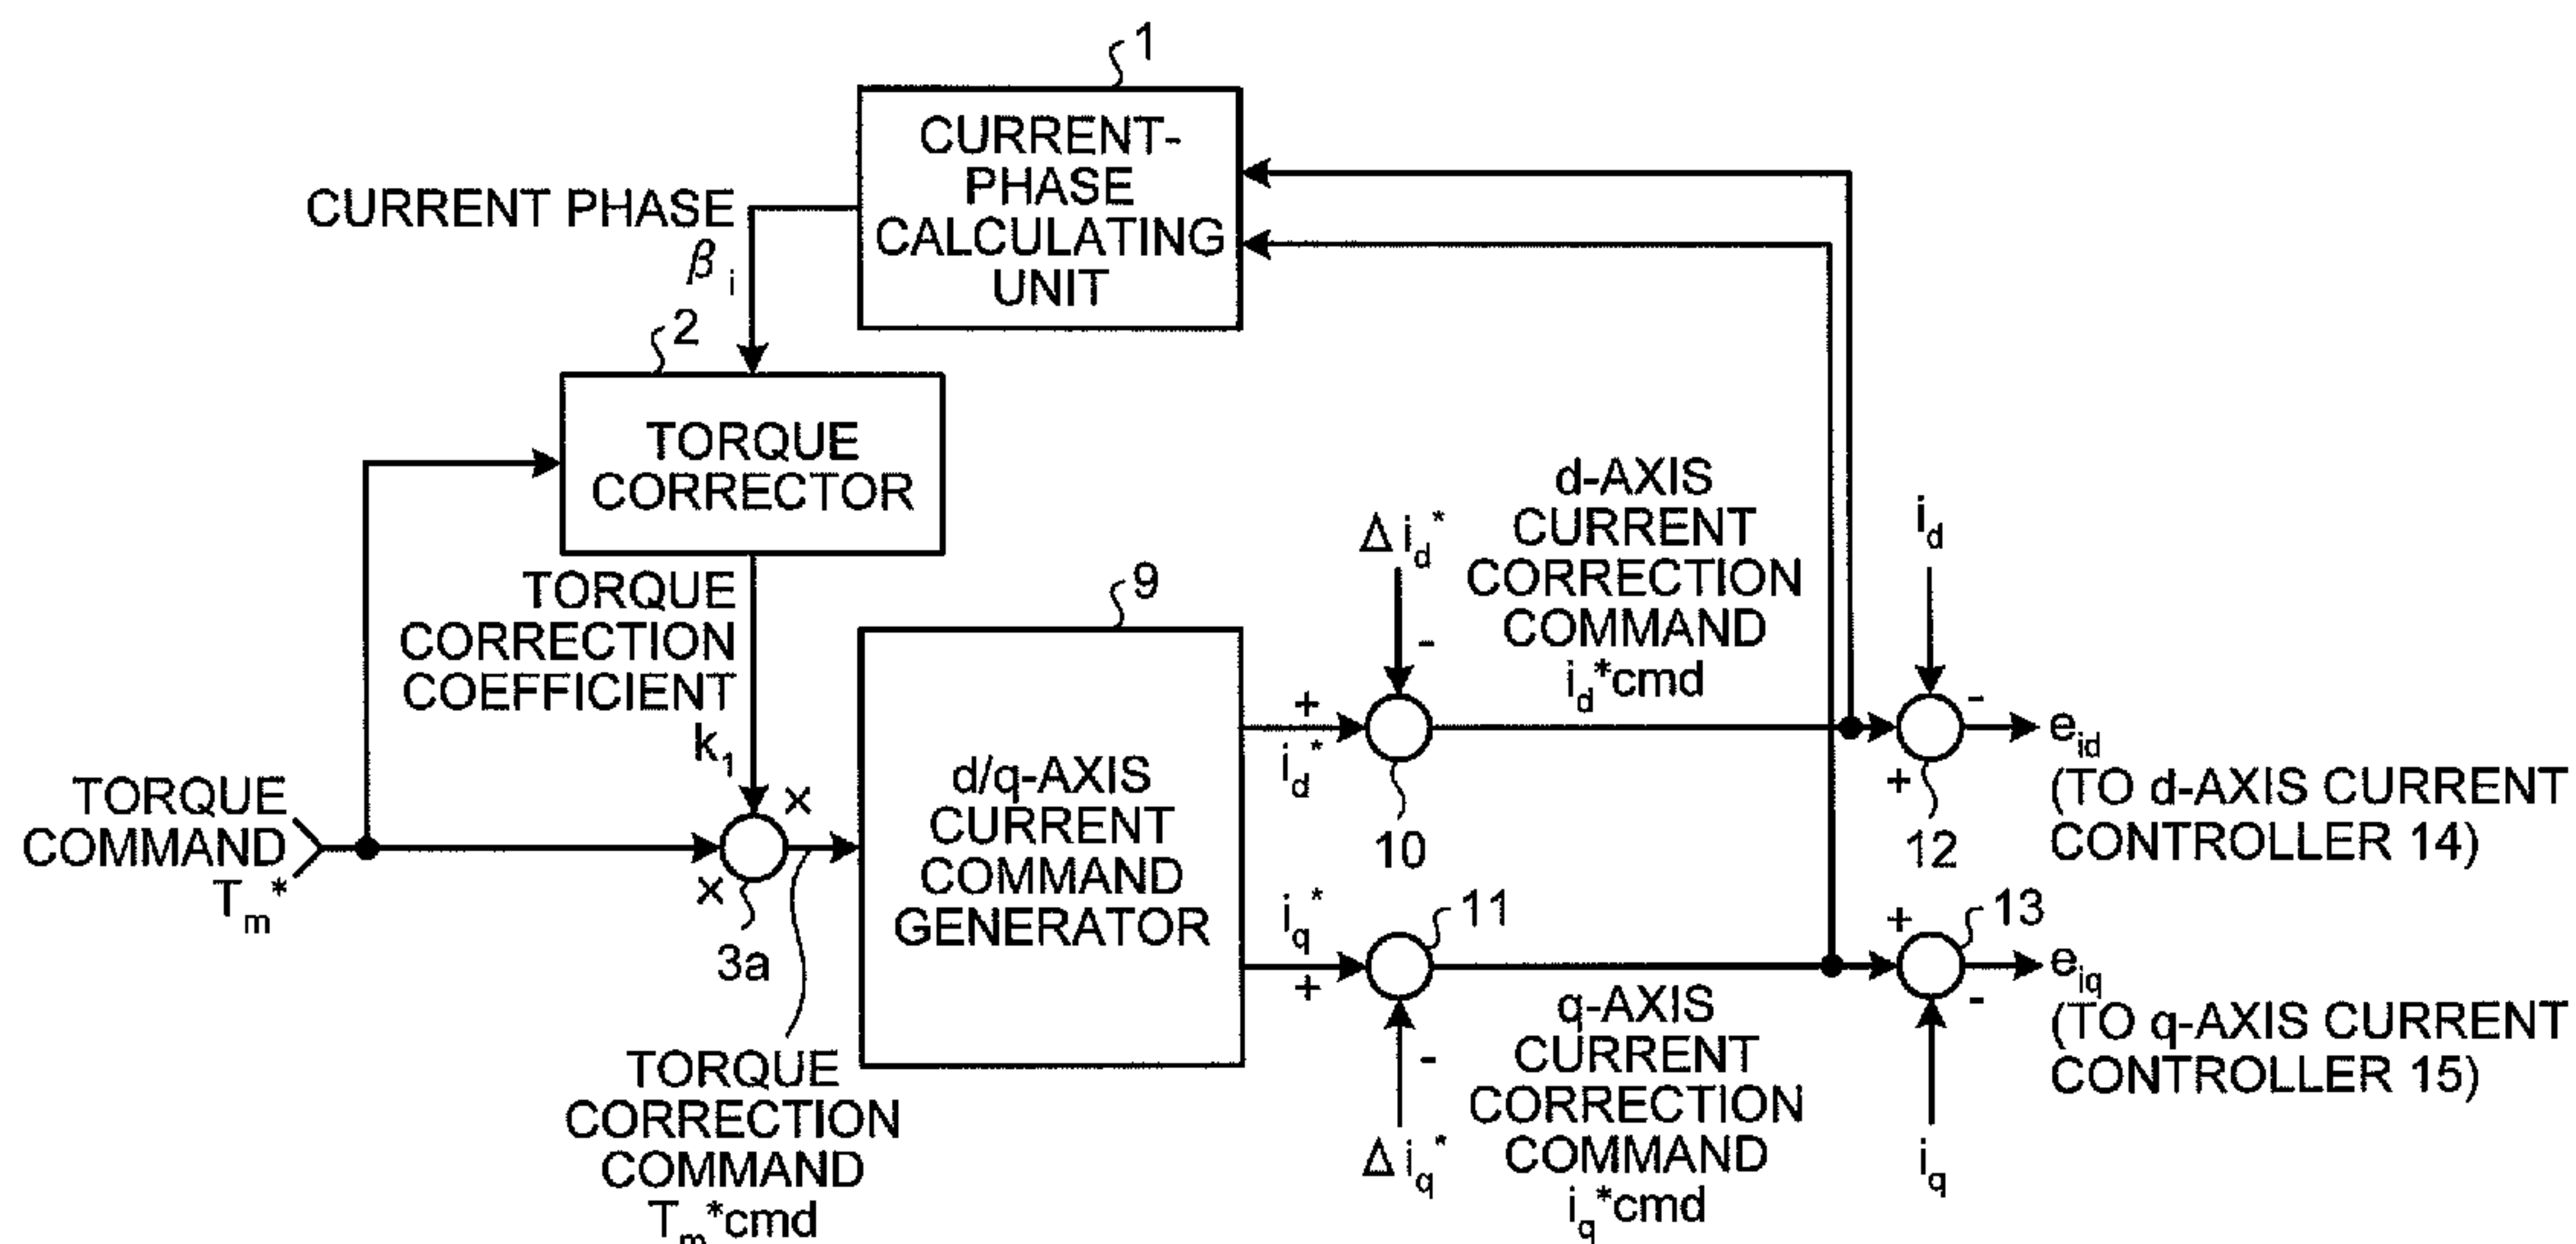 1
CURRENT-
PHASE
CALCULATING
UNIT
CURRENT PHASE
βi
2
TORQUE
CORRECTOR
TORQUE
CORRECTION
COEFFICIENT
k1
TORQUE
COMMAND
Tm*
×
×
3a
TORQUE
CORRECTION
COMMAND
Tm*cmd
9
d/q-AXIS
CURRENT
COMMAND
GENERATOR
Δid*
-
+
id*
10
d-AXIS
CURRENT
CORRECTION
COMMAND
id*cmd
id
-
+
12
eid
(TO d-AXIS CURRENT
CONTROLLER 14)
iq*
+
11
-
Δiq*
q-AXIS
CURRENT
CORRECTION
COMMAND
iq*cmd
+
13
-
iq
eiq
(TO q-AXIS CURRENT
CONTROLLER 15)